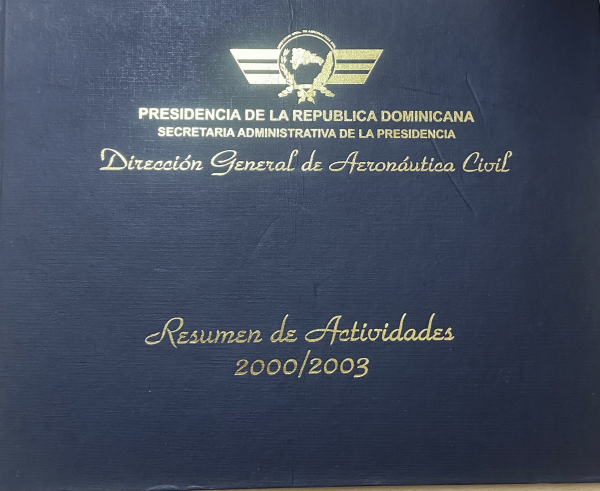 PRESIDENCIA DE LA REPUBLICA DOMINICANA
SECRETARIA ADMINISTRATIVA DE LA PRESIDENCIA
Dirección General de Aeronáutica Civil
Resumen de Actividades
2000/2003